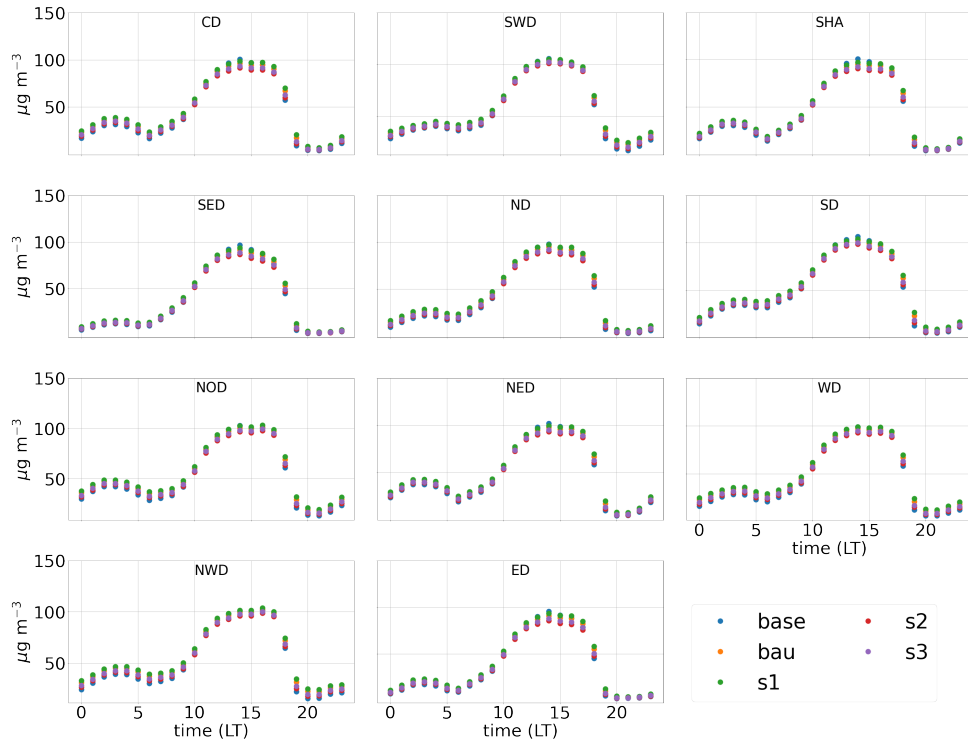 150
CD
SWD
SHA
100
50
µg m⁻³
150
SED
ND
SD
100
50
µg m⁻³
150
NOD
NED
WD
100
50
µg m⁻³
0 5 10 15 20
time (LT)
150
NWD
ED
100
50
µg m⁻³
0 5 10 15 20
time (LT)
0 5 10 15 20
time (LT)
base
bau
s1
s2
s3